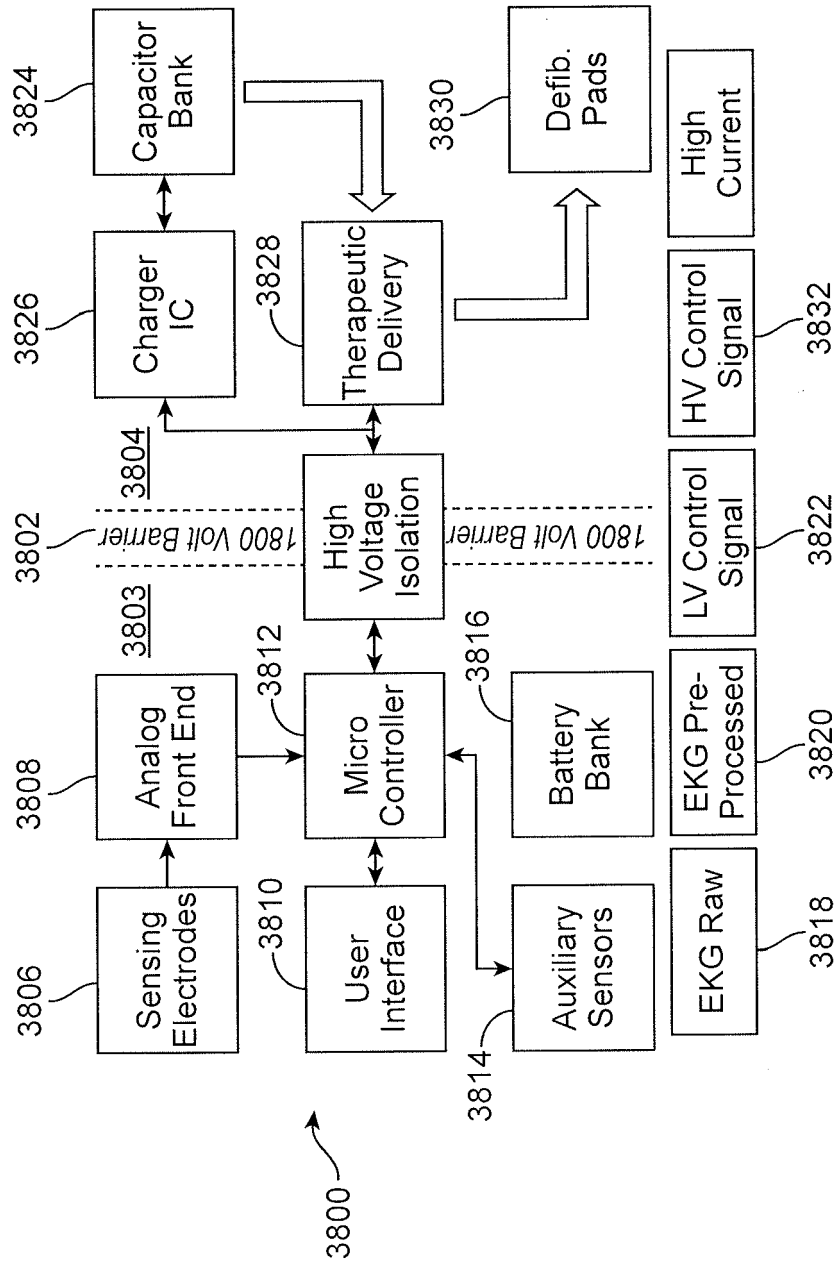 3806
3808
3802
3826
3824
Sensing
Electrodes
Analog
Front End
3803
1800 Volt Barrier
3804
Charger
IC
Capacitor
Bank
3810
3812
3828
User
Interface
Micro
Controller
High
Voltage
Isolation
Therapeutic
Delivery
3800
3814
3816
3830
Auxiliary
Sensors
Battery
Bank
1800 Volt Barrier
Defib.
Pads
EKG Raw
EKG Pre-
Processed
LV Control
Signal
HV Control
Signal
High
Current
3818
3820
3822
3832